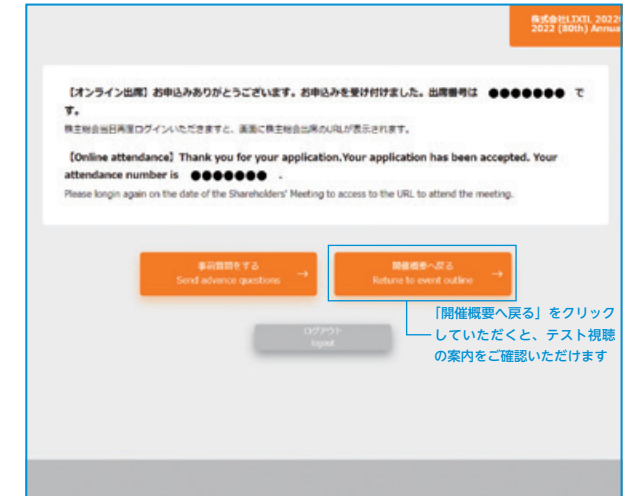 株式会社LIXIL 2022
2022 (80th) Annua
【オンライン出席】お申込みありがとうございます。お申込みを受け付けました。出席番号は ●●●●●●● で
す。
株主総会当日再度ログインいただきますと、画面に株主総会出席のURLが表示されます。
【Online attendance】Thank you for your application.Your application has been accepted. Your
attendance number is ●●●●●●● .
Please longin again on the date of the Shareholders' Meeting to access to the URL to attend the meeting.
事前質問をする
Send advance questions →
開催概要へ戻る
Retune to event outline →
ログアウト
logout
「開催概要へ戻る」をクリック
していただくと、テスト視聴
の案内をご確認いただけます